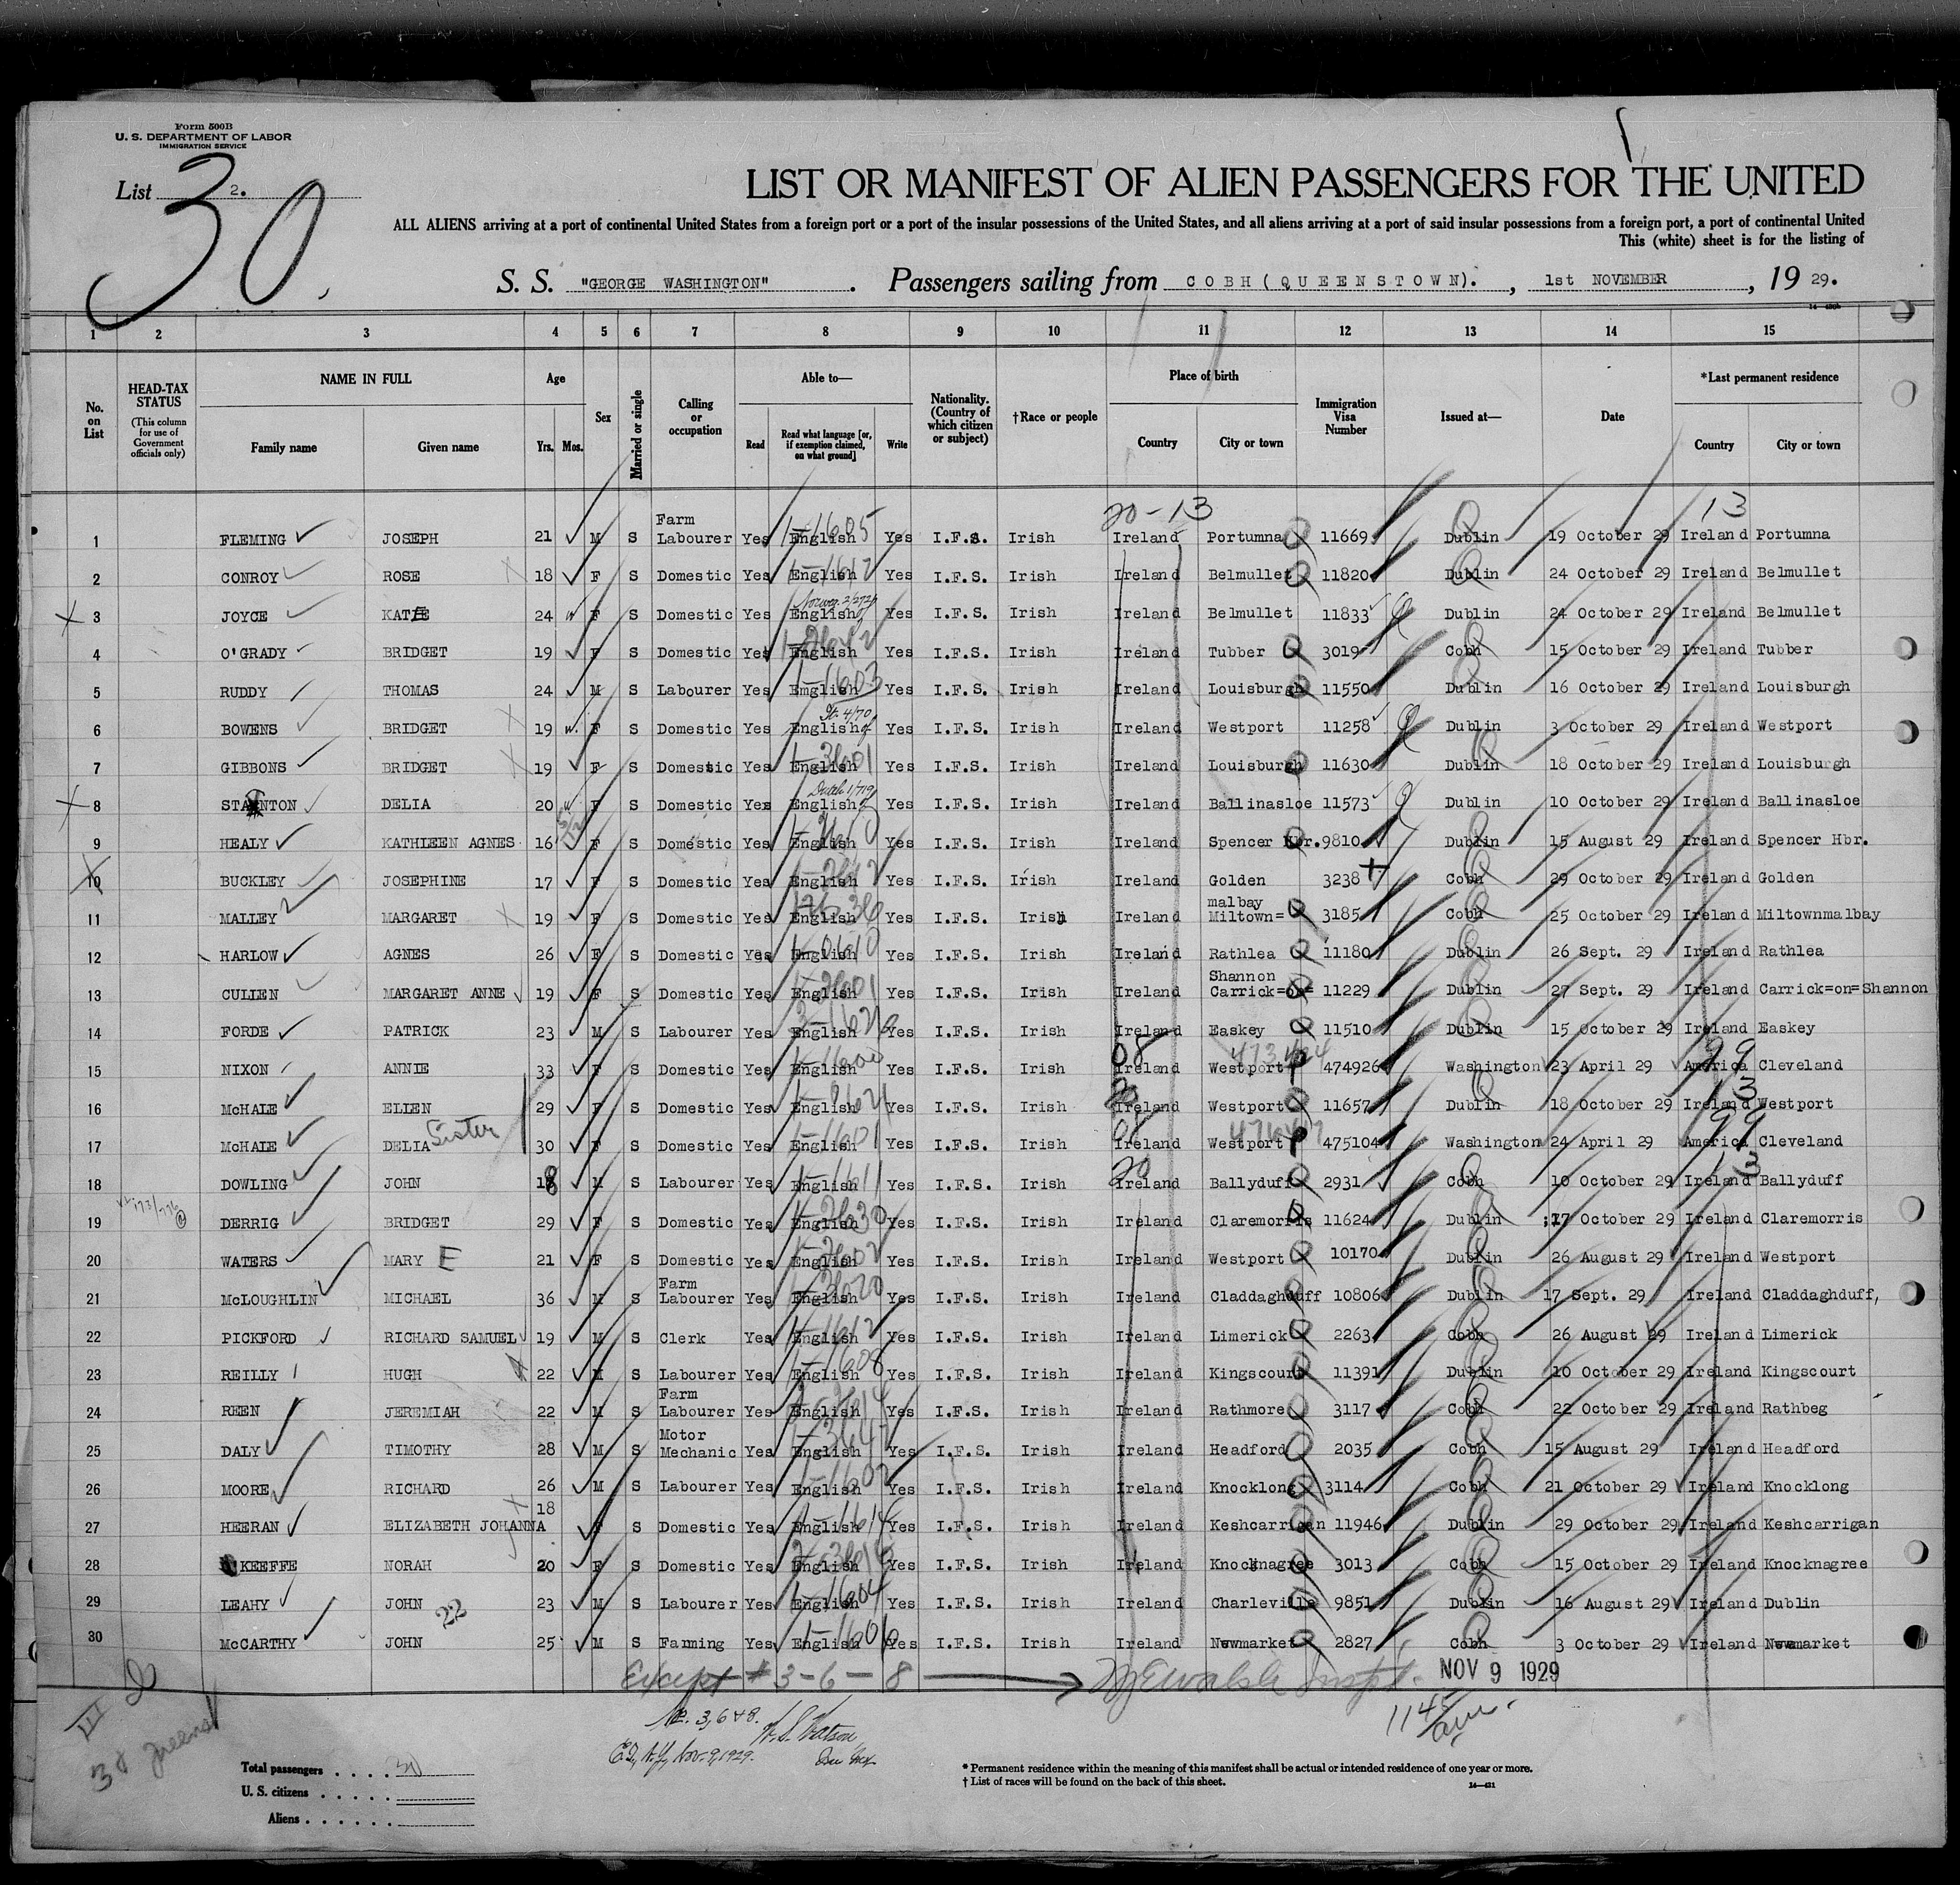 Form 500B
U. S. DEPARTMENT OF LABOR
IMMIGRATION SERVICE
List 2.
30
LIST OR MANIFEST OF ALIEN PASSENGERS FOR THE UNITED
ALL ALIENS arriving at a port of continental United States from a foreign port or a port of the insular possessions of the United States, and all aliens arriving at a port of said insular possessions from a foreign port, a port of continental United
This (white) sheet is for the listing of
S. S. "GEORGE WASHINGTON" . Passengers sailing from COBH (QUEENSTOWN). , 1st NOVEMBER , 19 29.
1 2 3 4 5 6 7 8 9 10 11 12 13 14 15
No. on List HEAD-TAX STATUS (This column for use of Government officials only) NAME IN FULL Family name Given name Age Yrs. Mos. Sex Married or single Calling or occupation Able to— Read Read what language [or, if exemption claimed, on what ground] Write Nationality. (Country of which citizen or subject) †Race or people Place of birth Country City or town Immigration Visa Number Issued at— Date *Last permanent residence Country City or town
20-13 13
1 FLEMING JOSEPH 21 M S Farm Labourer Yes English Yes I.F.S. Irish Ireland Portumna 11669 Dublin 19 October 29 Ireland Portumna
2 CONROY ROSE 18 F S Domestic Yes English Yes I.F.S. Irish Ireland Belmullet 11820 Dublin 24 October 29 Ireland Belmullet
3 JOYCE KATE 24 F S Domestic Yes English Yes I.F.S. Irish Ireland Belmullet 11833 Dublin 24 October 29 Ireland Belmullet
4 O'GRADY BRIDGET 19 F S Domestic Yes English Yes I.F.S. Irish Ireland Tubber 3019 Cobh 15 October 29 Ireland Tubber
5 RUDDY THOMAS 24 M S Labourer Yes Emglish Yes I.F.S. Irish Ireland Louisburgh 11550 Dublin 16 October 29 Ireland Louisburgh
6 BOWENS BRIDGET 19 F S Domestic Yes English Yes I.F.S. Irish Ireland Westport 11258 Dublin 3 October 29 Ireland Westport
7 GIBBONS BRIDGET 19 F S Domestic Yes English Yes I.F.S. Irish Ireland Louisburgh 11630 Dublin 18 October 29 Ireland Louisburgh
8 STANTON DELIA 20 F S Domestic Yes English Yes I.F.S. Irish Ireland Ballinasloe 11573 Dublin 10 October 29 Ireland Ballinasloe
9 HEALY KATHLEEN AGNES 16 F S Domestic Yes English Yes I.F.S. Irish Ireland Spencer Hbr. 9810 Dublin 15 August 29 Ireland Spencer Hbr.
10 BUCKLEY JOSEPHINE 17 F S Domestic Yes English Yes I.F.S. Irish Ireland Golden 3238 Cobh 29 October 29 Ireland Golden
11 MALLEY MARGARET 19 F S Domestic Yes English Yes I.F.S. Irish Ireland Miltown=malbay 3185 Cobh 25 October 29 Ireland Miltownmalbay
12 HARLOW AGNES 26 F S Domestic Yes English Yes I.F.S. Irish Ireland Rathlea 11180 Dublin 26 Sept. 29 Ireland Rathlea
13 CULLEN MARGARET ANNE 19 F S Domestic Yes English Yes I.F.S. Irish Ireland Carrick=on=Shannon 11229 Dublin 27 Sept. 29 Ireland Carrick=on=Shannon
14 FORDE PATRICK 23 M S Labourer Yes English Yes I.F.S. Irish Ireland Easkey 11510 Dublin 15 October 29 Ireland Easkey
15 NIXON ANNIE 33 F S Domestic Yes English Yes I.F.S. Irish Ireland Westport 474926 Washington 23 April 29 America Cleveland
16 McHALE ELLEN 29 F S Domestic Yes English Yes I.F.S. Irish Ireland Westport 11657 Dublin 18 October 29 Ireland Westport
17 McHALE DELIA Sister 30 F S Domestic Yes English Yes I.F.S. Irish Ireland Westport 475104 Washington 24 April 29 America Cleveland
18 DOWLING JOHN 18 M S Labourer Yes English Yes I.F.S. Irish Ireland Ballyduff 2931 Cobh 10 October 29 Ireland Ballyduff
19 DERRIG BRIDGET 29 F S Domestic Yes English Yes I.F.S. Irish Ireland Claremorris 11624 Dublin 17 October 29 Ireland Claremorris
20 WATERS MARY E 21 F S Domestic Yes English Yes I.F.S. Irish Ireland Westport 10170 Dublin 26 August 29 Ireland Westport
21 McLOUGHLIN MICHAEL 36 M S Farm Labourer Yes English Yes I.F.S. Irish Ireland Claddaghduff 10806 Dublin 17 Sept. 29 Ireland Claddaghduff,
22 PICKFORD RICHARD SAMUEL 19 M S Clerk Yes English Yes I.F.S. Irish Ireland Limerick 2263 Cobh 26 August 29 Ireland Limerick
23 REILLY HUGH 22 M S Labourer Yes English Yes I.F.S. Irish Ireland Kingscourt 11391 Dublin 10 October 29 Ireland Kingscourt
24 REEN JEREMIAH 22 M S Farm Labourer Yes English Yes I.F.S. Irish Ireland Rathmore 3117 Cobh 22 October 29 Ireland Rathbeg
25 DALY TIMOTHY 28 M S Motor Mechanic Yes English Yes I.F.S. Irish Ireland Headford 2035 Cobh 15 August 29 Ireland Headford
26 MOORE RICHARD 26 M S Labourer Yes English Yes I.F.S. Irish Ireland Knocklong 3114 Cobh 21 October 29 Ireland Knocklong
27 HEERAN ELIZABETH JOHANNA 18 F S Domestic Yes English Yes I.F.S. Irish Ireland Keshcarrigan 11946 Dublin 29 October 29 Ireland Keshcarrigan
28 KEEFFE NORAH 20 F S Domestic Yes English Yes I.F.S. Irish Ireland Knocknagree 3013 Cobh 15 October 29 Ireland Knocknagree
29 LEAHY JOHN 23 M S Labourer Yes English Yes I.F.S. Irish Ireland Charleville 9851 Dublin 16 August 29 Ireland Dublin
30 McCARTHY JOHN 22 25 M S Farming Yes English Yes I.F.S. Irish Ireland Newmarket 2827 Cobh 3 October 29 Ireland Newmarket
Except # 3-6-8 NOV 9 1929
1145 am.
No. 3, 6 & 8. W. S. Watson
E.I., N.Y., Nov. 9, 1929.
Total passengers . . . . 30
U. S. citizens . . . . .
Aliens . . . . . .
* Permanent residence within the meaning of this manifest shall be actual or intended residence of one year or more.
† List of races will be found on the back of this sheet.